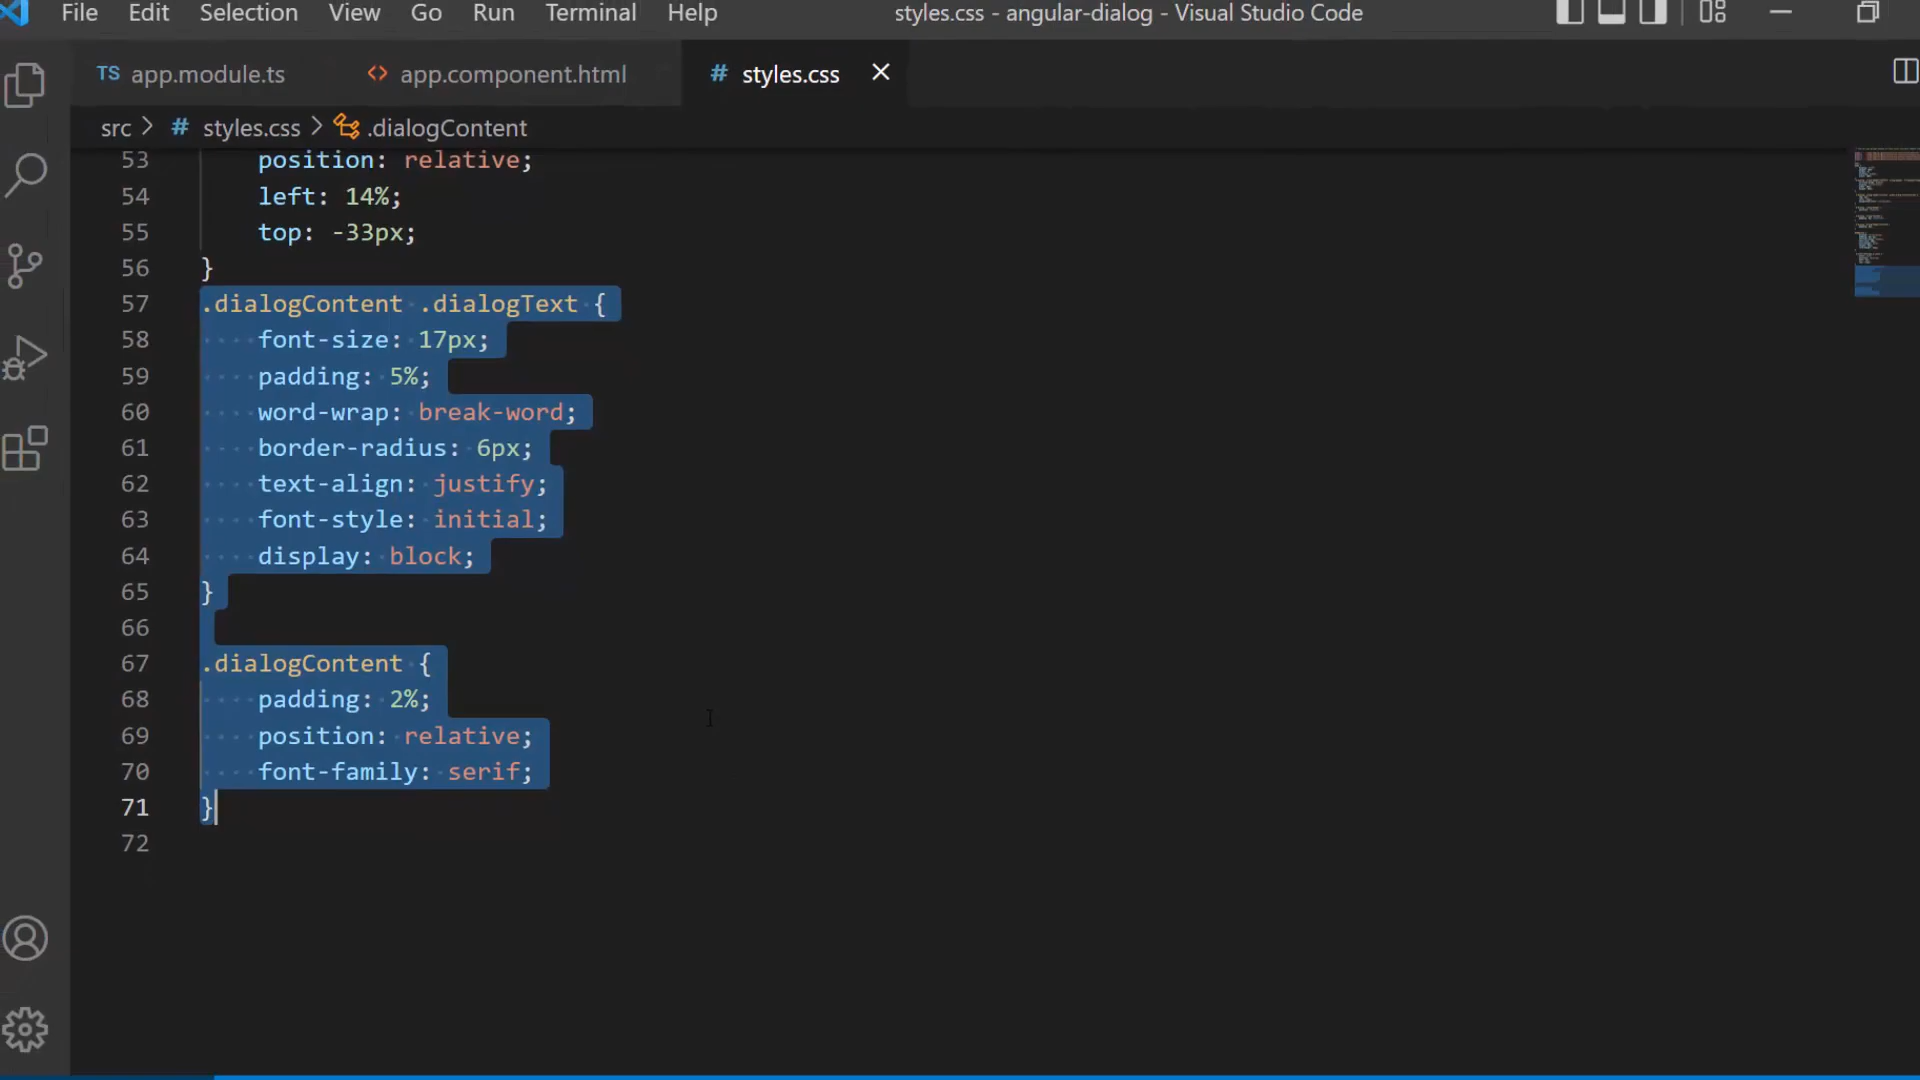 File Edit Selection View Go Run Terminal Help styles.css - angular-dialog - Visual Studio Code
TS app.module.ts <> app.component.html # styles.css
src > # styles.css > .dialogContent
53 position: relative;
54 left: 14%;
55 top: -33px;
56 }
57 .dialogContent .dialogText {
58 font-size: 17px;
59 padding: 5%;
60 word-wrap: break-word;
61 border-radius: 6px;
62 text-align: justify;
63 font-style: initial;
64 display: block;
65 }
66
67 .dialogContent {
68 padding: 2%;
69 position: relative;
70 font-family: serif;
71 }
72